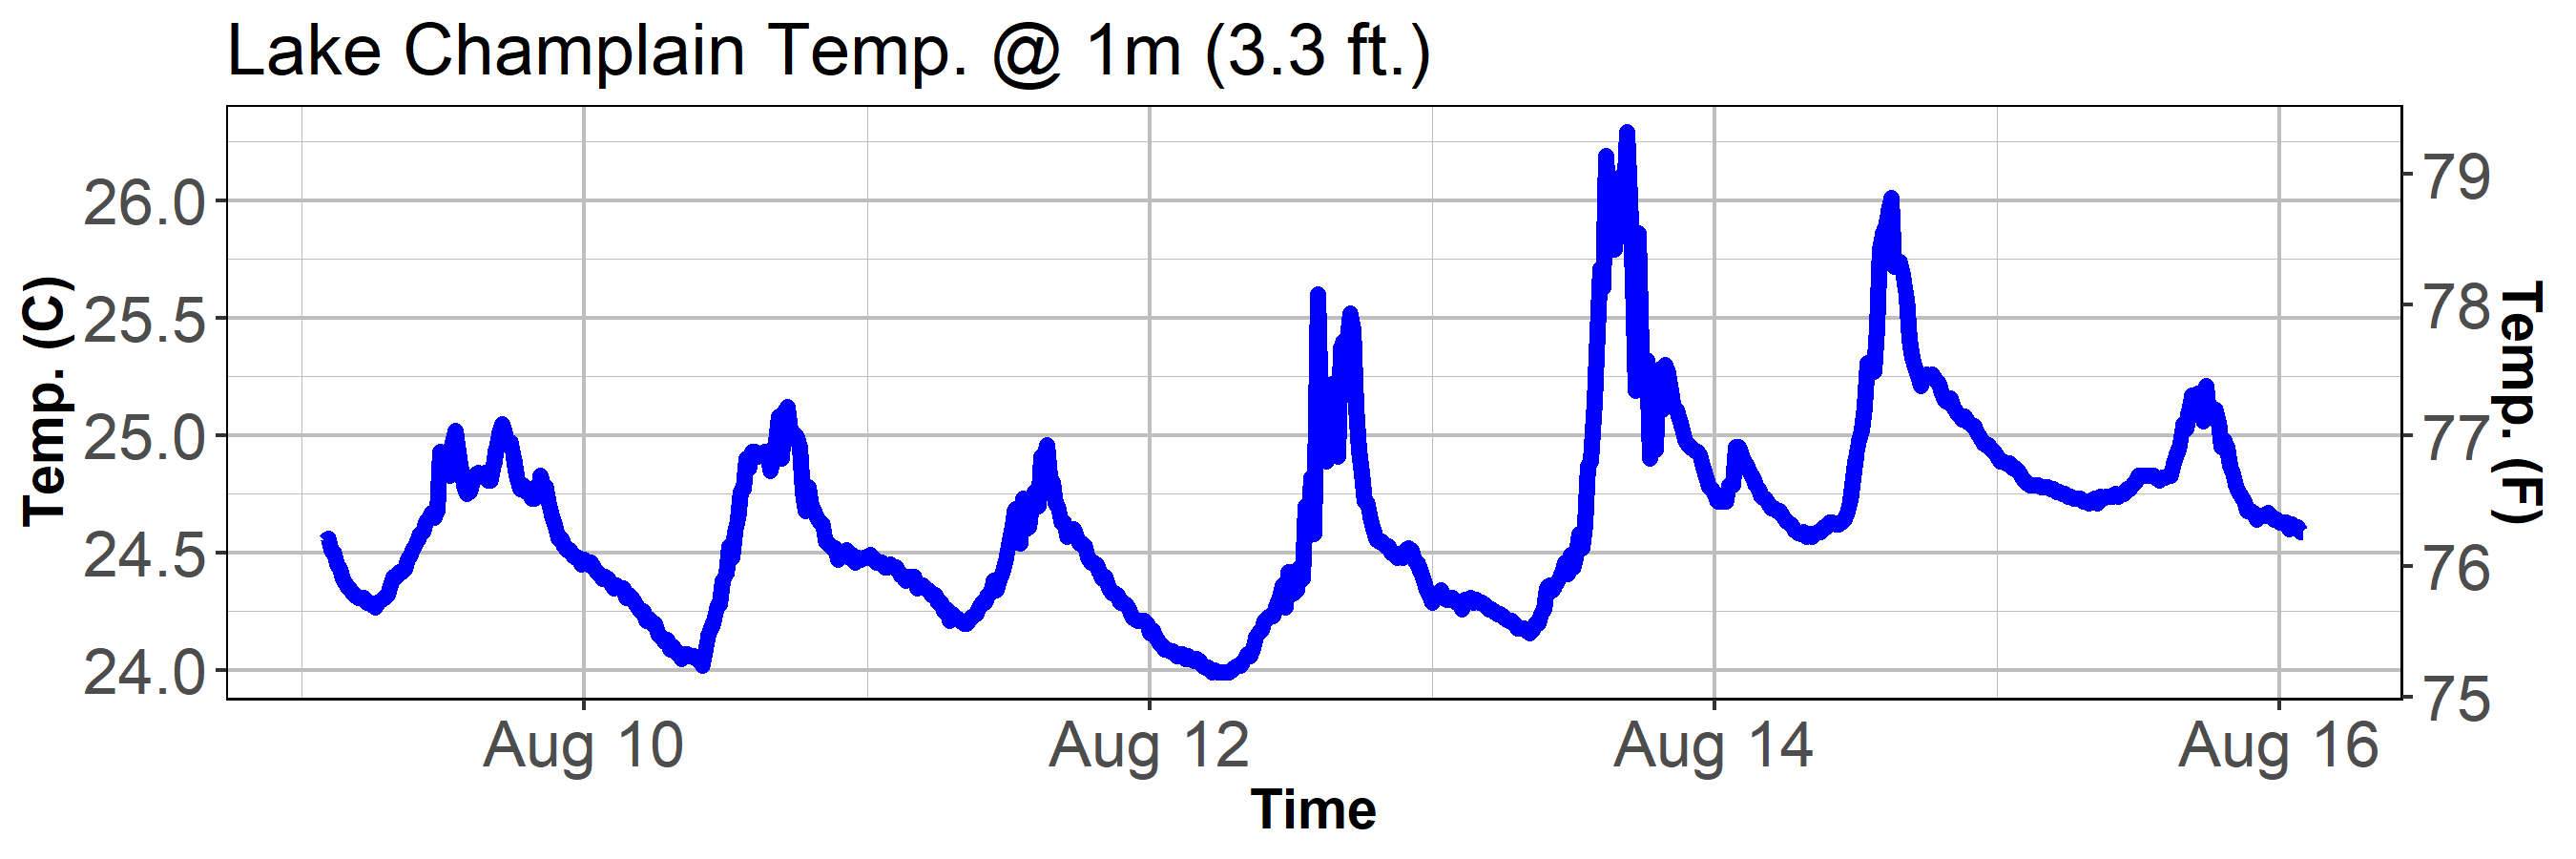 Lake Champlain Temp. @ 1m (3.3 ft.)
Temp. (C)
26.0
25.5
25.0
24.5
24.0
79
78
77
76
75
Temp. (F)
Aug 10
Aug 12
Aug 14
Aug 16
Time